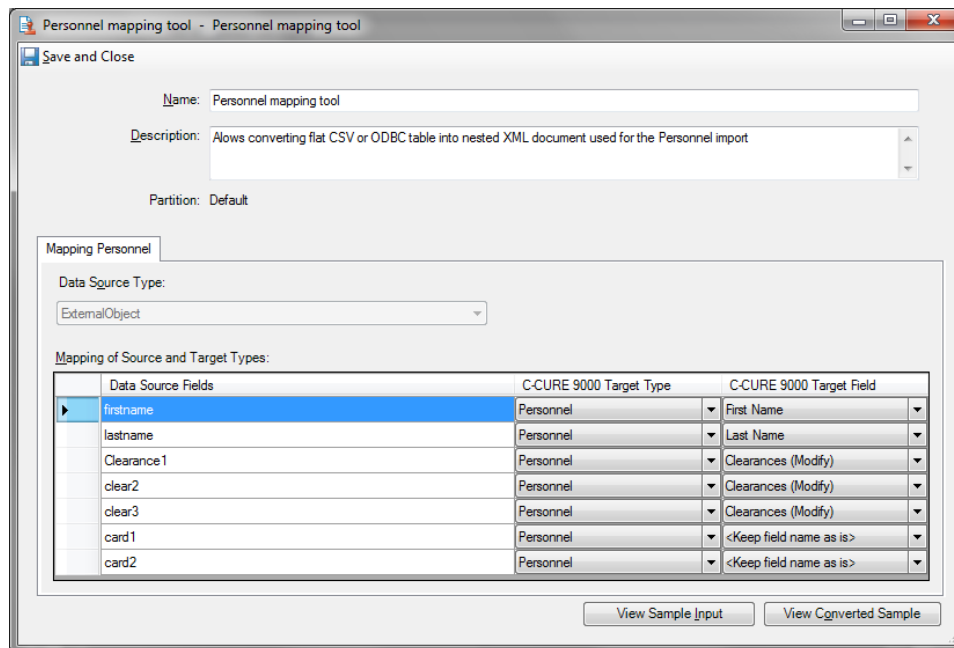 Personnel mapping tool - Personnel mapping tool
Save and Close
Name: Personnel mapping tool
Description: Alows converting flat CSV or ODBC table into nested XML document used for the Personnel import
Partition: Default
Mapping Personnel
Data Source Type:
ExternalObject
Mapping of Source and Target Types:
Data Source Fields C-CURE 9000 Target Type C-CURE 9000 Target Field
firstname Personnel First Name
lastname Personnel Last Name
Clearance1 Personnel Clearances (Modify)
clear2 Personnel Clearances (Modify)
clear3 Personnel Clearances (Modify)
card1 Personnel <Keep field name as is>
card2 Personnel <Keep field name as is>
View Sample Input View Converted Sample